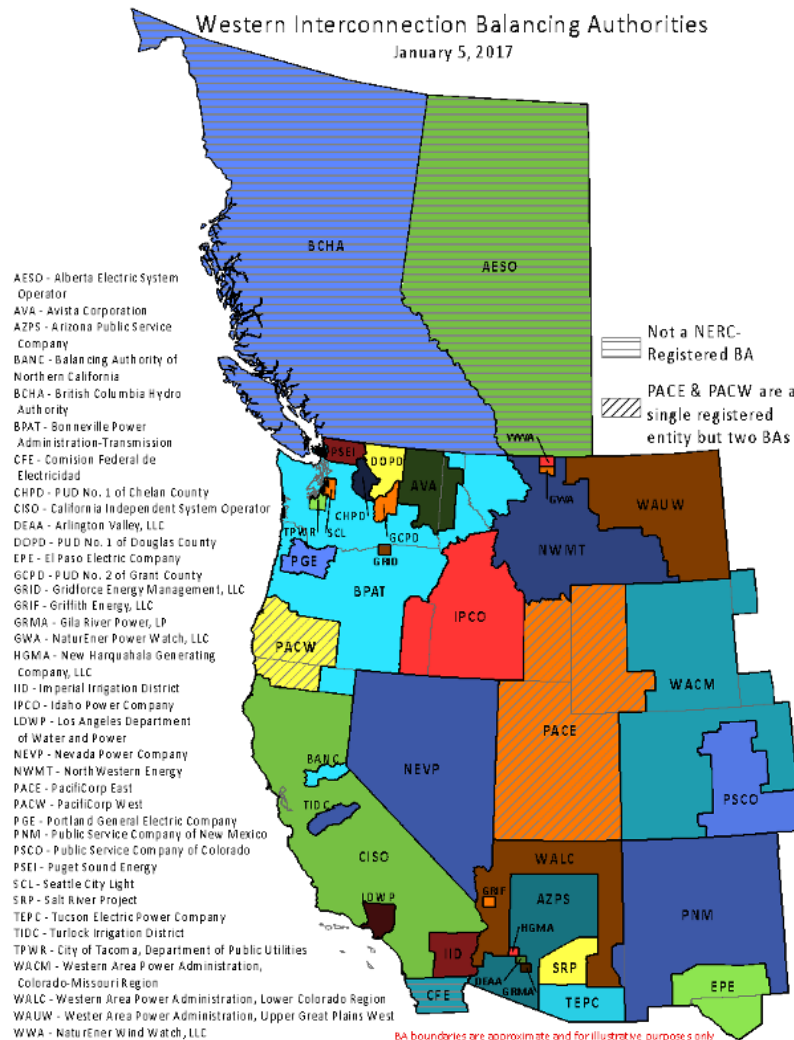 Western Interconnection Balancing Authorities
January 5, 2017
BCHA
AESO
AESO - Alberta Electric System
Operator
AVA - Avista Corporation
AZPS - Arizona Public Service
Company
BANC - Balancing Authority of
Northern California
BCHA - British Columbia Hydro
Authority
BPAT - Bonneville Power
Administration-Transmission
CFE - Comision Federal de
Electricidad
CHPD - PUD No. 1 of Chelan County
CISO - California Independent System Operator
DEAA - Arlington Valley, LLC
DOPD - PUD No. 1 of Douglas County
EPE - El Paso Electric Company
GCPD - PUD No. 2 of Grant County
GRID - Gridforce Energy Management, LLC
GRIF - Griffith Energy, LLC
GRMA - Gila River Power, LP
GWA - NaturEner Power Watch, LLC
HGMA - New Harquahala Generating
Company, LLC
IID - Imperial Irrigation District
IPCO - Idaho Power Company
LDWP - Los Angeles Department
of Water and Power
NEVP - Nevada Power Company
NWMT - NorthWestern Energy
PACE - PacifiCorp East
PACW - PacifiCorp West
PGE - Portland General Electric Company
PNM - Public Service Company of New Mexico
PSCO - Public Service Company of Colorado
PSEI - Puget Sound Energy
SCL - Seattle City Light
SRP - Salt River Project
TEPC - Tucson Electric Power Company
TIDC - Turlock Irrigation District
TPWR - City of Tacoma, Department of Public Utilities
WACM - Western Area Power Administration,
Colorado-Missouri Region
WALC - Western Area Power Administration, Lower Colorado Region
WAUW - Wester Area Power Administration, Upper Great Plains West
WWA - NaturEner Wind Watch, LLC
Not a NERC-
Registered BA
PACE & PACW are a
single registered
entity but two BAs
WWA
PSEI
DOPD
AVA
GWA
WAUW
CHPD
TPWR
SCL
GCPD
NWMT
GRID
PGE
BPAT
IPCO
PACW
WACM
PACE
BANC
NEVP
PSCO
TIDC
CISO
WALC
LDWP
GRIF
AZPS
PNM
HGMA
IID
SRP
DEAA
GRMA
CFE
TEPC
EPE
BA boundaries are approximate and for illustrative purposes only